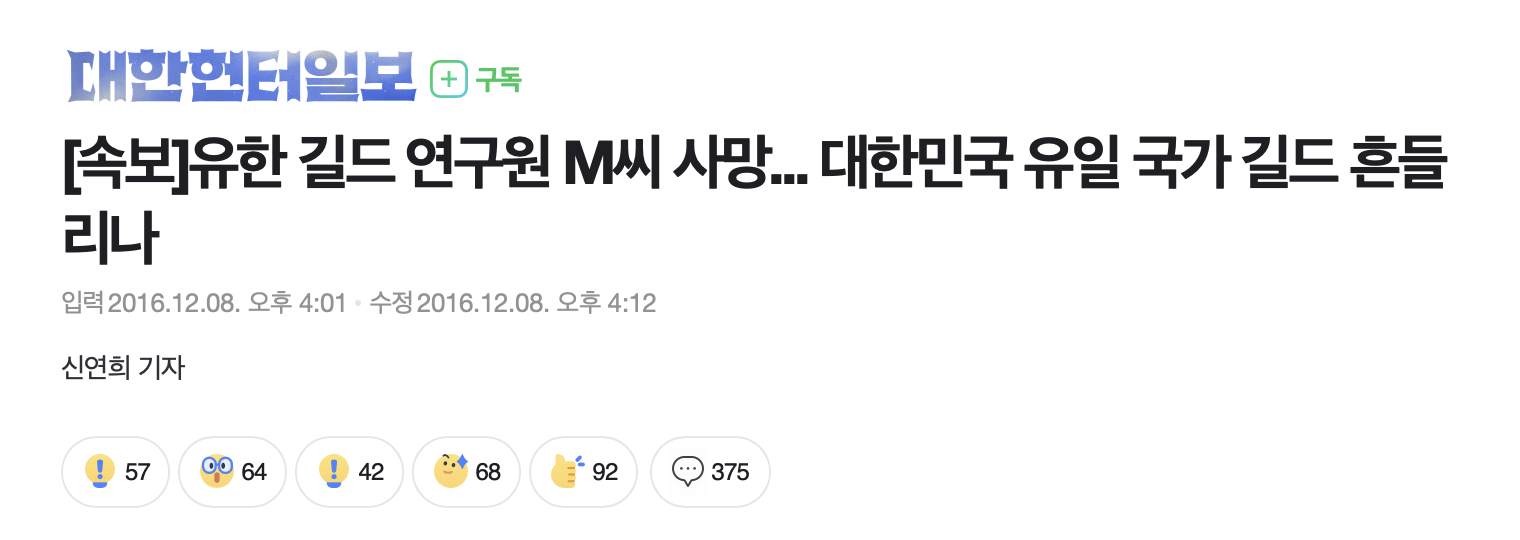 대한헌터일보 구독
[속보]유한 길드 연구원 M씨 사망... 대한민국 유일 국가 길드 흔들
리나
입력 2016.12.08. 오후 4:01 수정 2016.12.08. 오후 4:12
신연희 기자
57 64 42 68 92 375